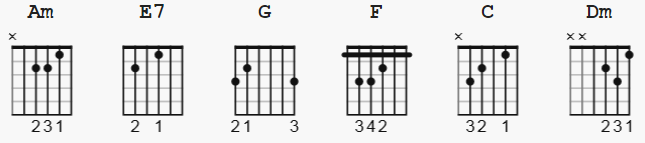 Am E7 G F C Dm
× × ××
231 2 1 21 3 342 32 1 231